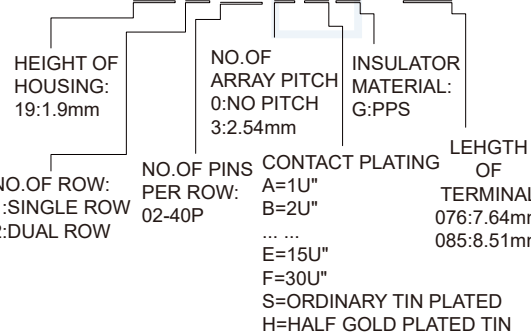 HEIGHT OF
HOUSING:
19:1.9mm
NO.OF
ARRAY PITCH
0:NO PITCH
3:2.54mm
INSULATOR
MATERIAL:
G:PPS
NO.OF ROW:
:SINGLE ROW
:DUAL ROW
NO.OF PINS
PER ROW:
02-40P
CONTACT PLATING
A=1U"
B=2U"
... ...
E=15U"
F=30U"
S=ORDINARY TIN PLATED
H=HALF GOLD PLATED TIN
LEHGTH
OF
TERMINAL
076:7.64mm
085:8.51mm